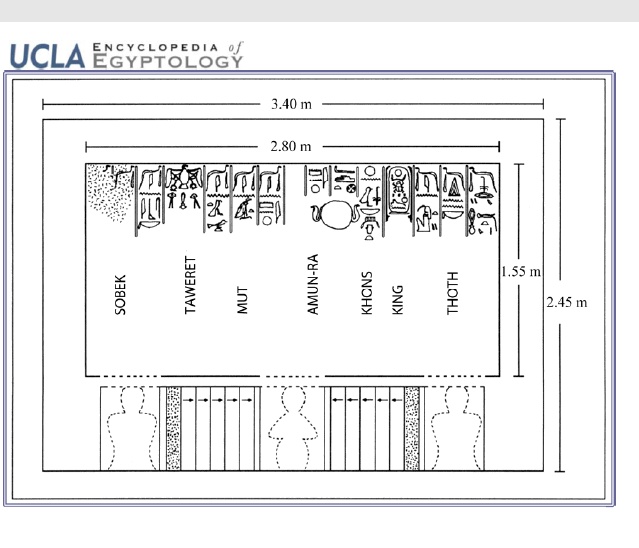 UCLA ENCYCLOPEDIA of
EGYPTOLOGY
3.40 m
2.80 m
SOBEK
TAWERET
MUT
AMUN-RA
KHONS
KING
THOTH
1.55 m
2.45 m